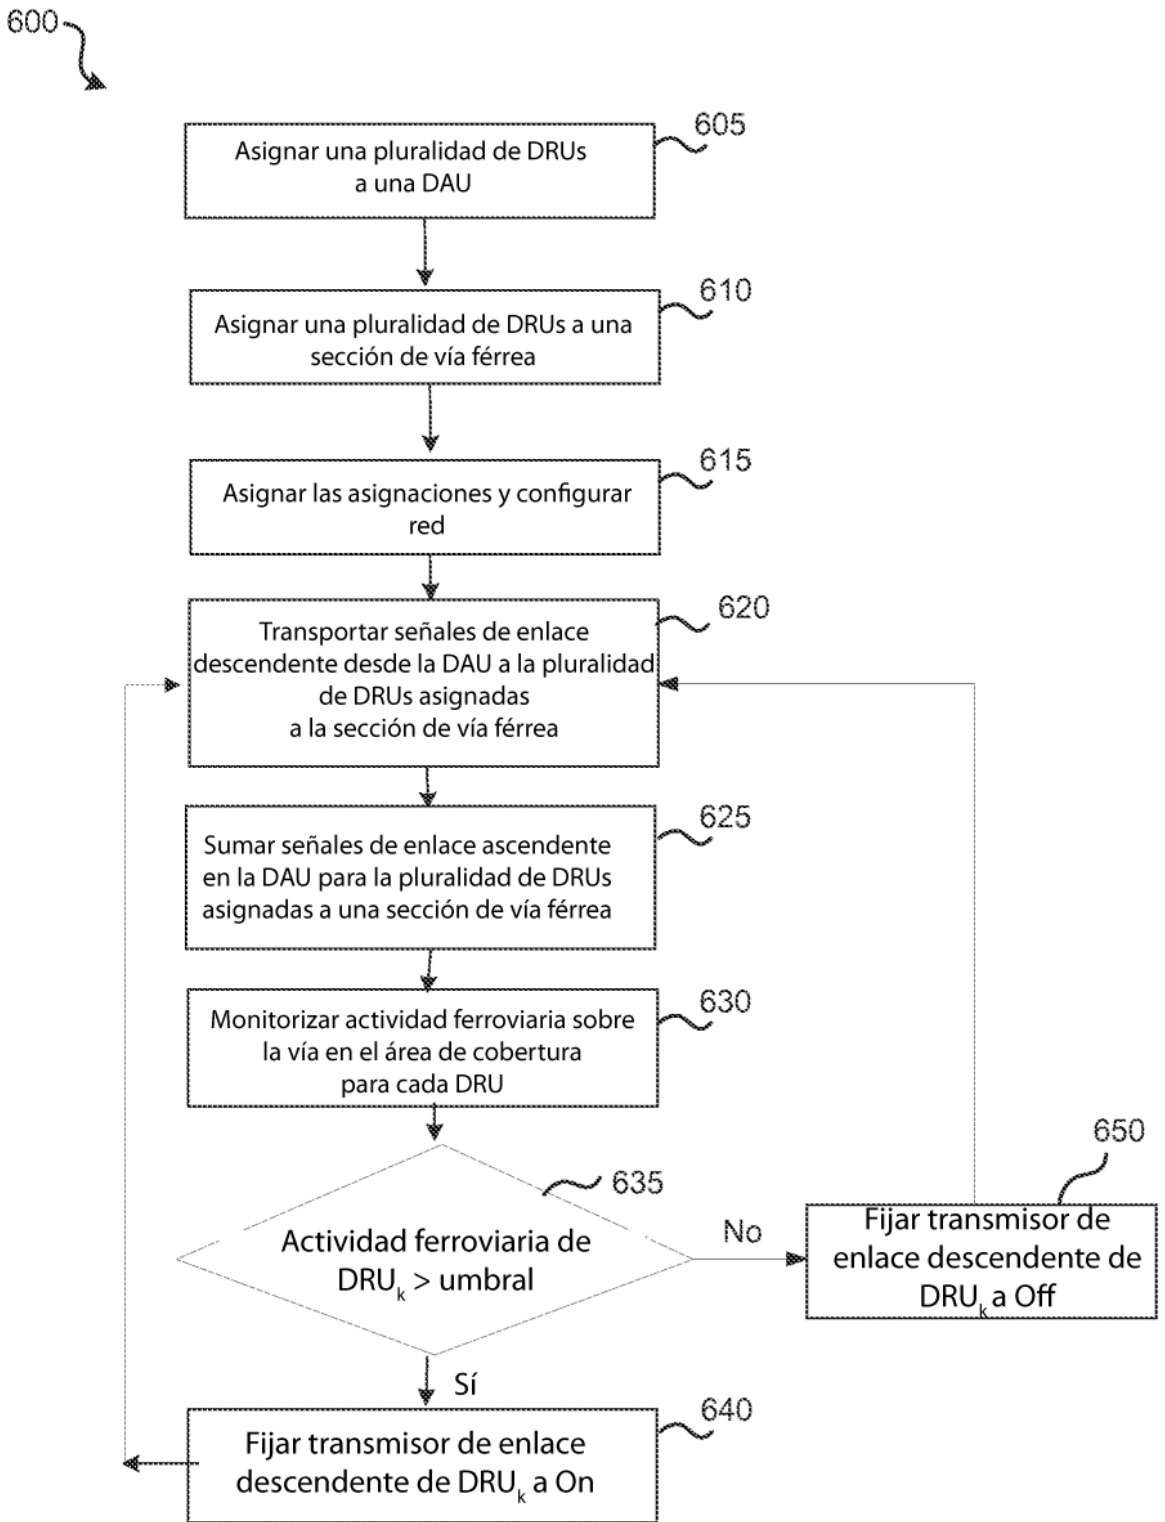 600
605
Asignar una pluralidad de DRUs
a una DAU
610
Asignar una pluralidad de DRUs a una
sección de vía férrea
615
Asignar las asignaciones y configurar
red
620
Transportar señales de enlace
descendente desde la DAU a la pluralidad
de DRUs asignadas
a la sección de vía férrea
625
Sumar señales de enlace ascendente
en la DAU para la pluralidad de DRUs
asignadas a una sección de vía férrea
630
Monitorizar actividad ferroviaria sobre
la vía en el área de cobertura
para cada DRU
635
Actividad ferroviaria de
DRUk > umbral
No
650
Fijar transmisor de
enlace descendente de
DRUk a Off
Sí
640
Fijar transmisor de enlace
descendente de DRUk a On